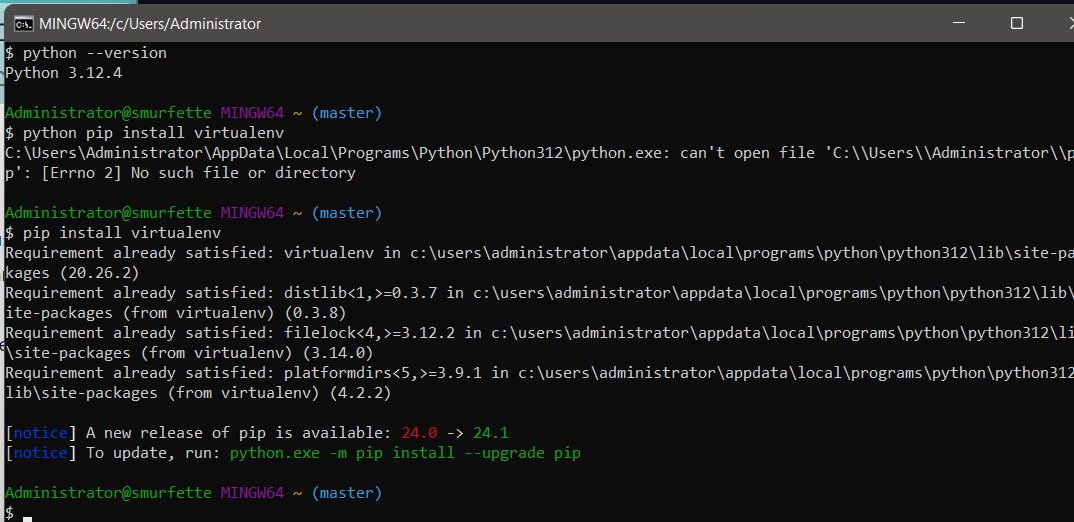 MINGW64:/c/Users/Administrator
$ python --version
Python 3.12.4
Administrator@smurfette MINGW64 ~ (master)
$ python pip install virtualenv
C:\Users\Administrator\AppData\Local\Programs\Python\Python312\python.exe: can't open file 'C:\\Users\\Administrator\\p
p': [Errno 2] No such file or directory
Administrator@smurfette MINGW64 ~ (master)
$ pip install virtualenv
Requirement already satisfied: virtualenv in c:\users\administrator\appdata\local\programs\python\python312\lib\site-pa
kages (20.26.2)
Requirement already satisfied: distlib<1,>=0.3.7 in c:\users\administrator\appdata\local\programs\python\python312\lib\
ite-packages (from virtualenv) (0.3.8)
Requirement already satisfied: filelock<4,>=3.12.2 in c:\users\administrator\appdata\local\programs\python\python312\li
\site-packages (from virtualenv) (3.14.0)
Requirement already satisfied: platformdirs<5,>=3.9.1 in c:\users\administrator\appdata\local\programs\python\python312
lib\site-packages (from virtualenv) (4.2.2)
[notice] A new release of pip is available: 24.0 -> 24.1
[notice] To update, run: python.exe -m pip install --upgrade pip
Administrator@smurfette MINGW64 ~ (master)
$